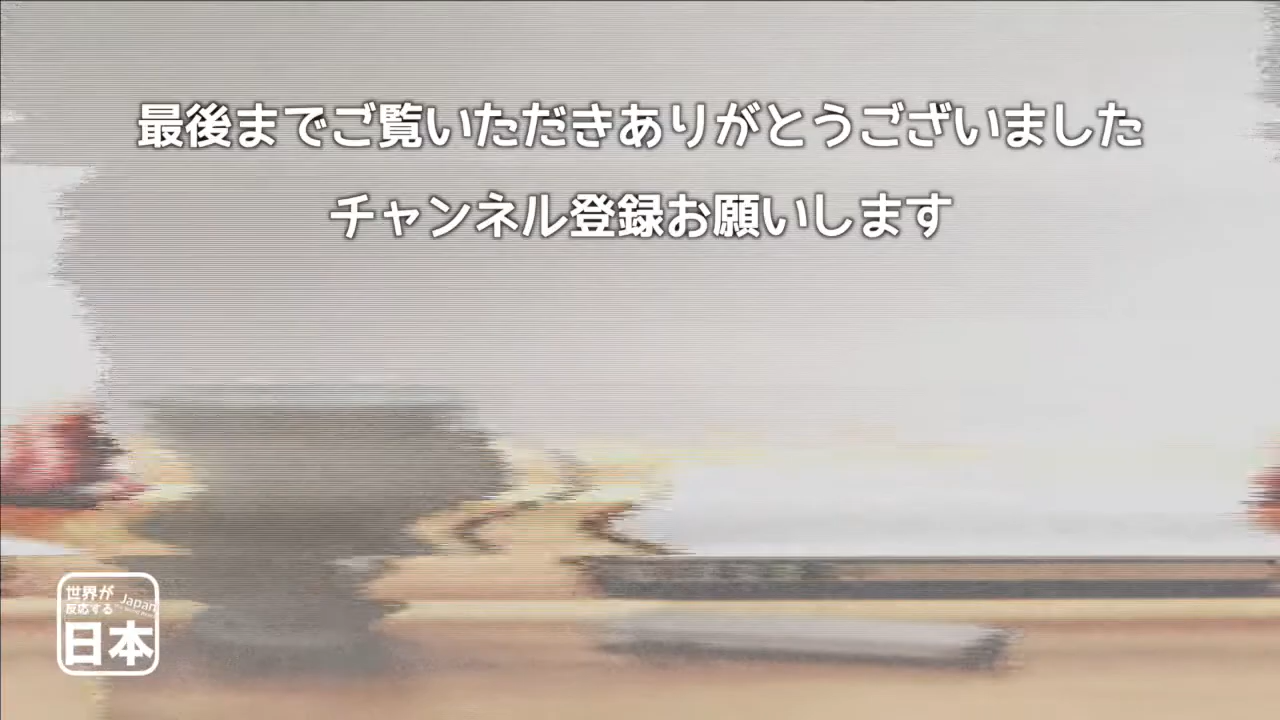 最後までご覧いただきありがとうございました
チャンネル登録お願いします
世界が
反応する
Japan
日本